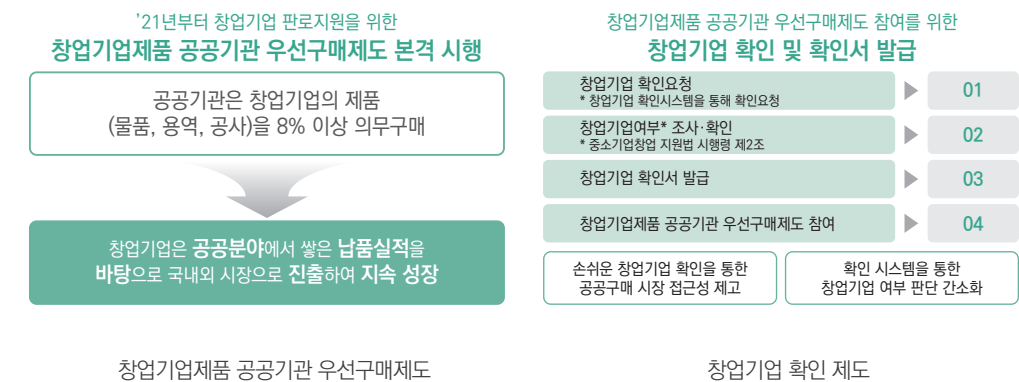 ’21년부터 창업기업 판로지원을 위한
창업기업제품 공공기관 우선구매제도 본격 시행
공공기관은 창업기업의 제품
(물품, 용역, 공사)을 8% 이상 의무구매
창업기업은 공공분야에서 쌓은 납품실적을
바탕으로 국내외 시장으로 진출하여 지속 성장
창업기업제품 공공기관 우선구매제도
창업기업제품 공공기관 우선구매제도 참여를 위한
창업기업 확인 및 확인서 발급
창업기업 확인요청
* 창업기업 확인시스템을 통해 확인요청
01
창업기업여부* 조사·확인
* 중소기업창업 지원법 시행령 제2조
02
창업기업 확인서 발급
03
창업기업제품 공공기관 우선구매제도 참여
04
손쉬운 창업기업 확인을 통한
공공구매 시장 접근성 제고
확인 시스템을 통한
창업기업 여부 판단 간소화
창업기업 확인 제도